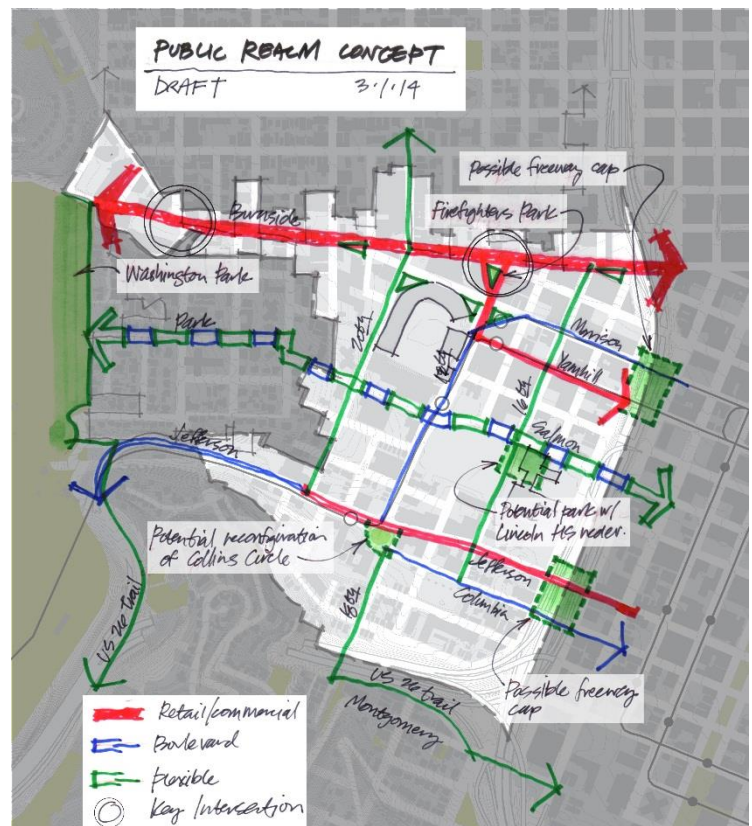 PUBLIC REALM CONCEPT
DRAFT 3.1.14
Possible freeway cap
Firefighters Park
Burnside
Washington Park
Park
20th
18th
16th
Morrison
Yamhill
Salmon
Jefferson
Potential park w/
Lincoln HS redev.
Potential reconfiguration
of Collins Circle
Jefferson
Columbia
18th
US 26 trail
US 26 trail
Montgomery
Possible freeway
cap
Retail/commercial
Boulevard
Flexible
Key Intersection